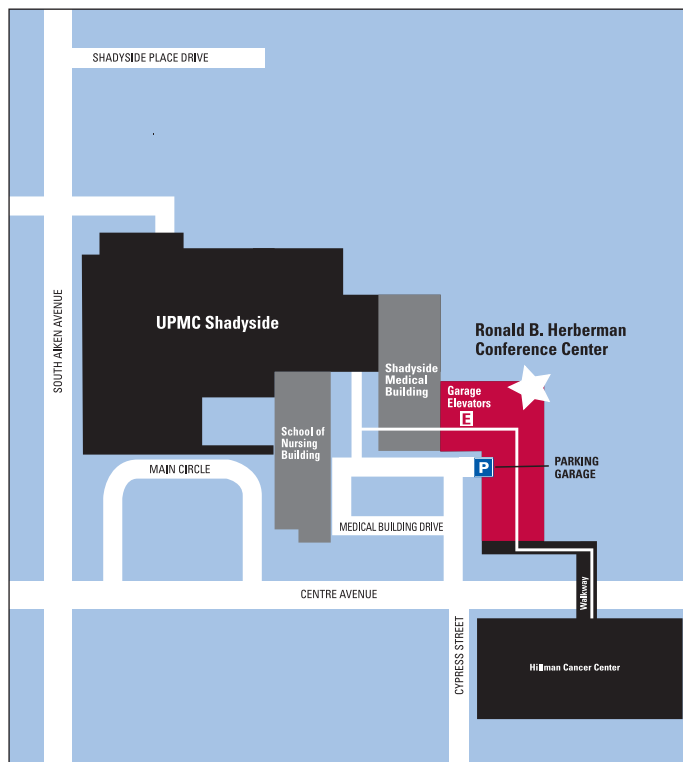 SHADYSIDE PLACE DRIVE
SOUTH AIKEN AVENUE
UPMC Shadyside
Ronald B. Herberman
Conference Center
Shadyside
Medical
Building
Garage
Elevators
E
School of
Nursing
Building
P
PARKING
GARAGE
MAIN CIRCLE
MEDICAL BUILDING DRIVE
CENTRE AVENUE
Walkway
CYPRESS STREET
Hillman Cancer Center